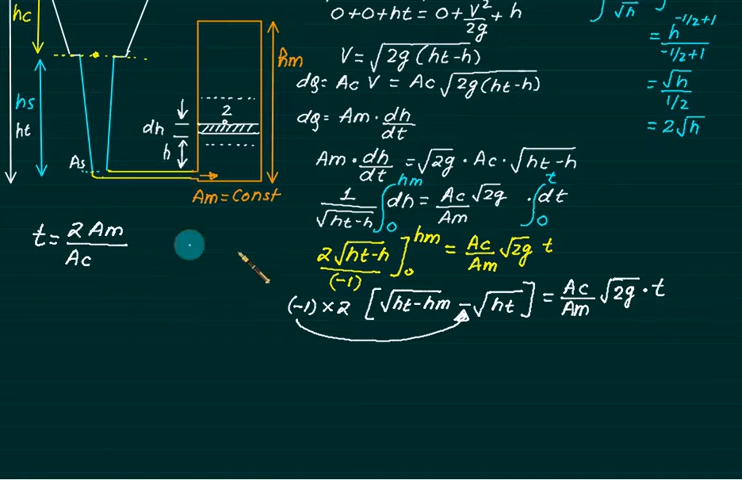 hc
hs
ht
As
2
dh
h
hm
Am = Const
t = 2 Am / Ac
0+0+ht = 0 + V²/2g + h
V = √2g (ht-h)
dq = Ac V = Ac √2g (ht-h)
dq = Am · dh/dt
Am · dh/dt = √2g · Ac · √ht-h
1/√ht-h ∫₀^hm dh = Ac/Am √2g · ∫₀^t dt
2√ht-h/(-1) ]₀^hm = Ac/Am √2g t
(-1) × 2 [√ht-hm - √ht] = Ac/Am √2g · t
∫ √h ∫
= h^(-1/2+1) / -1/2+1
= √h / 1/2
= 2√h